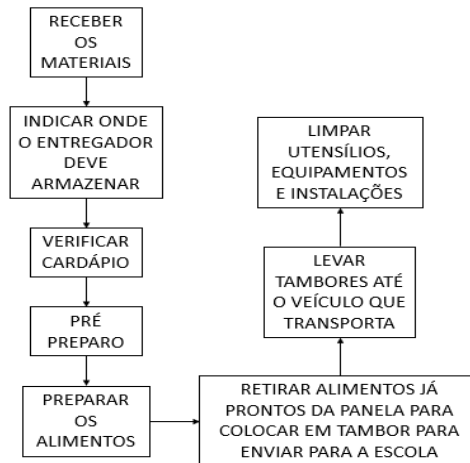 RECEBER
OS
MATERIAIS
INDICAR ONDE
O ENTREGADOR
DEVE
ARMAZENAR
VERIFICAR
CARDÁPIO
PRÉ
PREPARO
PREPARAR
OS
ALIMENTOS
RETIRAR ALIMENTOS JÁ
PRONTOS DA PANELA PARA
COLOCAR EM TAMBOR PARA
ENVIAR PARA A ESCOLA
LEVAR
TAMBORES ATÉ
O VEÍCULO QUE
TRANSPORTA
LIMPAR
UTENSÍLIOS,
EQUIPAMENTOS
E INSTALAÇÕES